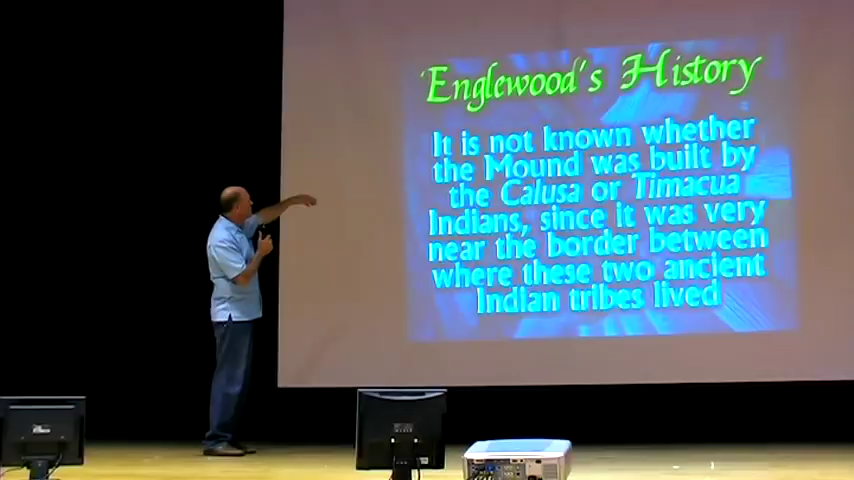 Englewood's History
It is not known whether
the Mound was built by
the Calusa or Timacua
Indians, since it was very
near the border between
where these two ancient
Indian tribes lived